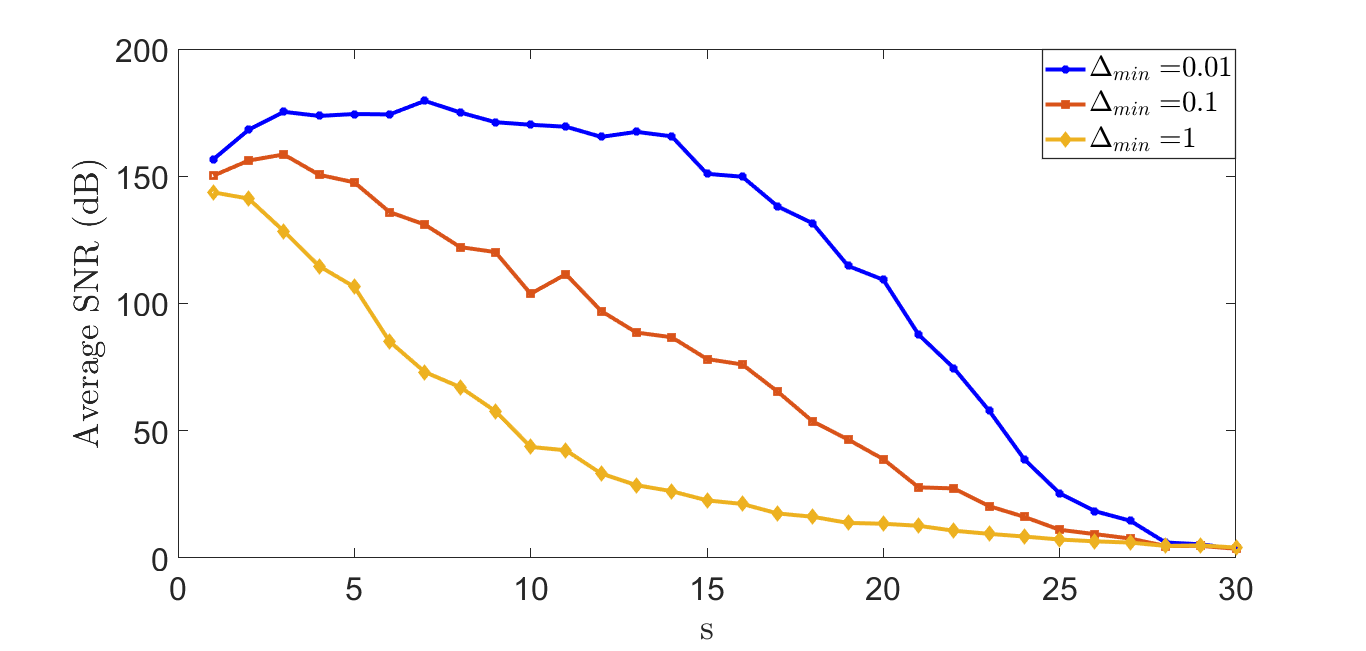 200
150
100
50
0
Average SNR (dB)
0 5 10 15 20 25 30
s
Δmin =0.01
Δmin =0.1
Δmin =1